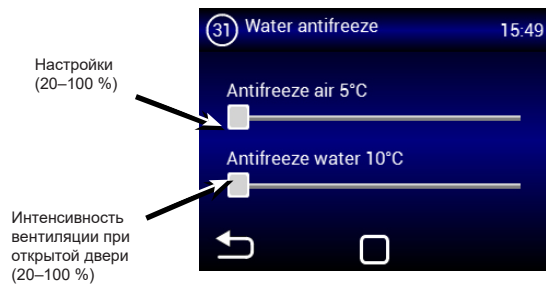 31 Water antifreeze 15:49
Настройки
(20–100 %)
Antifreeze air 5°C
Antifreeze water 10°C
Интенсивность
вентиляции при
открытой двери
(20–100 %)